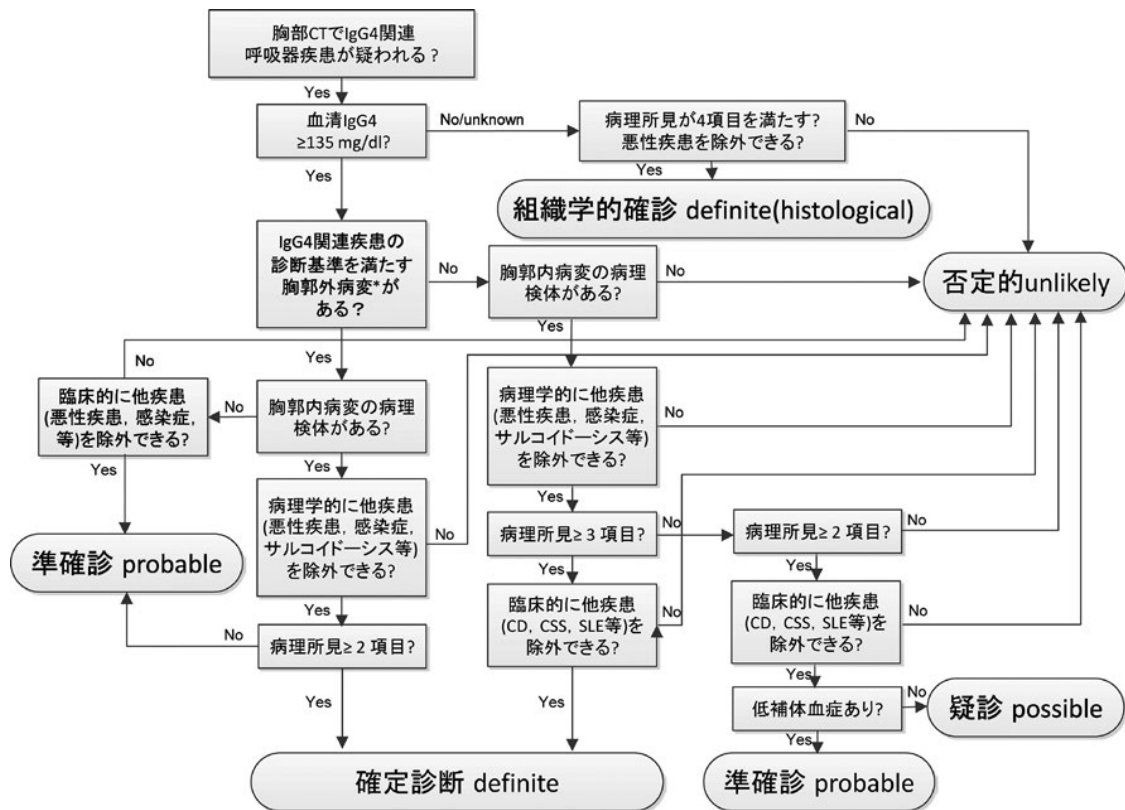 胸部CTでIgG4関連
呼吸器疾患が疑われる?
Yes
血清IgG4
≥135 mg/dl?
No/unknown
病理所見が4項目を満たす?
悪性疾患を除外できる?
No
Yes
Yes
組織学的確診 definite(histological)
IgG4関連疾患の
診断基準を満たす
胸郭外病変*が
ある?
No
胸郭内病変の病理
検体がある?
No
否定的unlikely
Yes
Yes
No
臨床的に他疾患
(悪性疾患, 感染症,
等)を除外できる?
No
胸郭内病変の病理
検体がある?
病理学的に他疾患
(悪性疾患, 感染症,
サルコイドーシス等)
を除外できる?
No
Yes
Yes
Yes
病理学的に他疾患
(悪性疾患, 感染症,
サルコイドーシス等)
を除外できる?
No
病理所見≥ 3 項目?
No
病理所見≥ 2 項目?
No
準確診 probable
Yes
Yes
Yes
臨床的に他疾患
(CD, CSS, SLE等)を
除外できる?
No
臨床的に他疾患
(CD, CSS, SLE等)を
除外できる?
No
No
病理所見≥ 2 項目?
Yes
Yes
Yes
低補体血症あり?
No
疑診 possible
Yes
確定診断 definite
準確診 probable